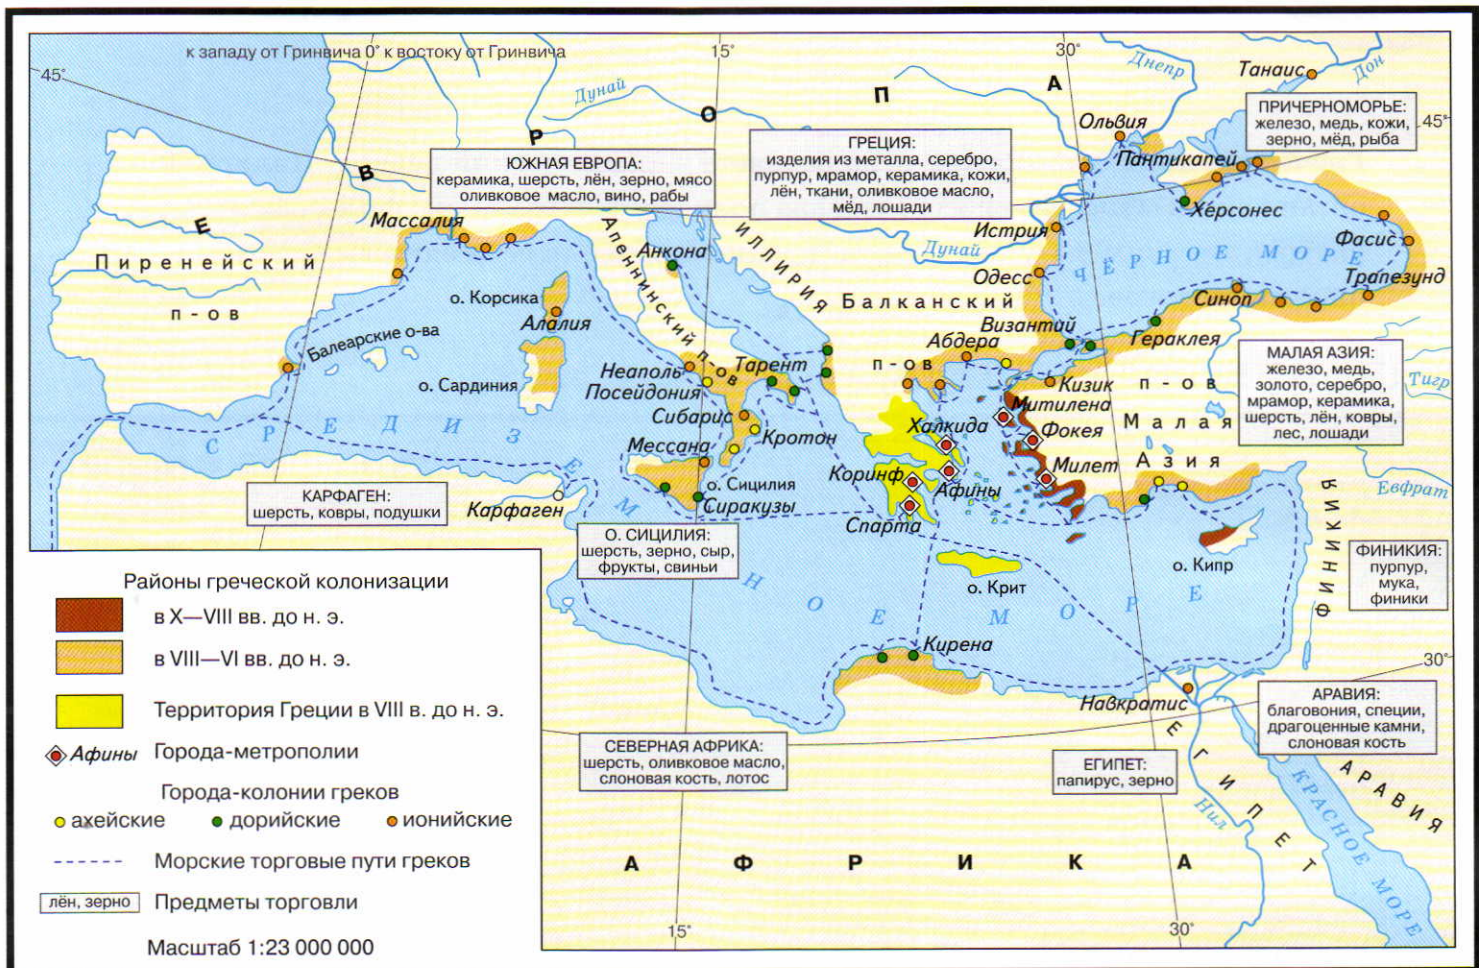 к западу от Гринвича 0° к востоку от Гринвича
15°
30°
45°
45°
30°
15°
30°
Е В Р О П А
Дунай
Днепр
Дон
Танаис
Ольвия
Пантикапей
Херсонес
ПРИЧЕРНОМОРЬЕ:
железо, медь, кожи,
зерно, мёд, рыба
ЮЖНАЯ ЕВРОПА:
керамика, шерсть, лён, зерно, мясо
оливковое масло, вино, рабы
ГРЕЦИЯ:
изделия из металла, серебро,
пурпур, мрамор, керамика, кожи,
лён, ткани, оливковое масло,
мёд, лошади
Массалия
Пиренейский
п-ов
Апеннинский п-ов
Анкона
ИЛЛИРИЯ
Дунай
Истрия
Одесс
ЧЁРНОЕ МОРЕ
Фасис
Трапезунд
Синоп
Гераклея
Византий
Балканский
п-ов
Абдера
о. Корсика
Алалия
Балеарские о-ва
о. Сардиния
Неаполь
Посейдония
Тарент
Сибарис
Кротон
Мессана
о. Сицилия
Сиракузы
Кизик
Митилена
Фокея
Милет
Халкида
Коринф
Афины
Спарта
п-ов
Малая
Азия
МАЛАЯ АЗИЯ:
железо, медь,
золото, серебро,
мрамор, керамика,
шерсть, лён, ковры,
лес, лошади
Тигр
Евфрат
СРЕДИЗЕМНОЕ МОРЕ
КАРФАГЕН:
шерсть, ковры, подушки
Карфаген
О. СИЦИЛИЯ:
шерсть, зерно, сыр,
фрукты, свиньи
о. Крит
о. Кипр
ФИНИКИЯ
ФИНИКИЯ:
пурпур,
мука,
финики
Кирена
Навкратис
СЕВЕРНАЯ АФРИКА:
шерсть, оливковое масло,
слоновая кость, лотос
ЕГИПЕТ:
папирус, зерно
АРАВИЯ:
благовония, специи,
драгоценные камни,
слоновая кость
ЕГИПЕТ
Нил
КРАСНОЕ МОРЕ
АРАВИЯ
АФРИКА
Районы греческой колонизации
в X—VIII вв. до н. э.
в VIII—VI вв. до н. э.
Территория Греции в VIII в. до н. э.
Афины Города-метрополии
Города-колонии греков
ахейские дорийские ионийские
Морские торговые пути греков
лён, зерно Предметы торговли
Масштаб 1:23 000 000